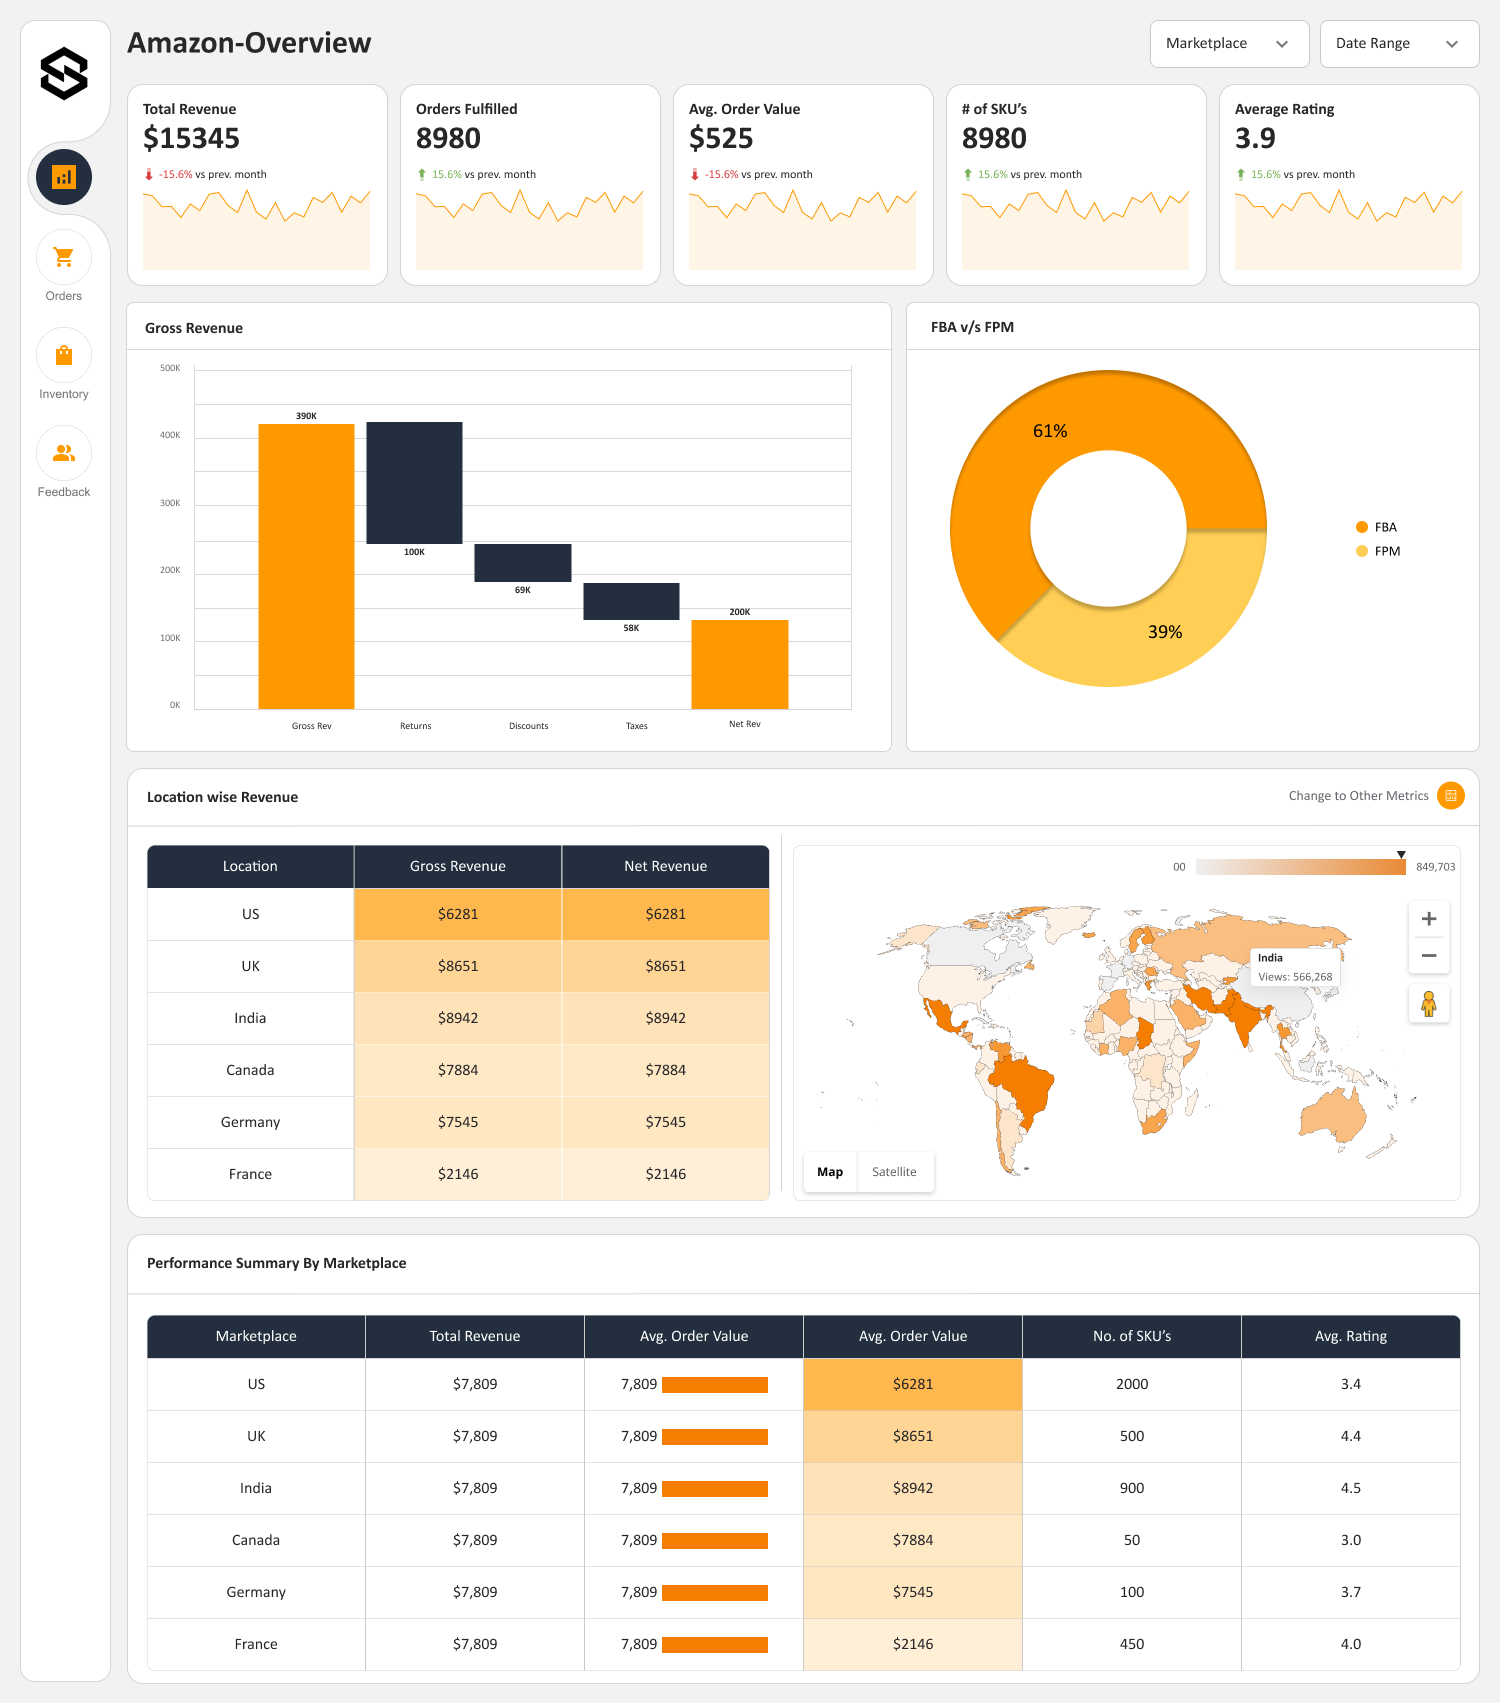 Amazon-Overview
Marketplace
Date Range
Total Revenue
$15345
-15.6% vs prev. month
Orders Fulfilled
8980
15.6% vs prev. month
Avg. Order Value
$525
-15.6% vs prev. month
# of SKU's
8980
15.6% vs prev. month
Average Rating
3.9
15.6% vs prev. month
Orders
Inventory
Feedback
Gross Revenue
500K
400K
300K
200K
100K
0K
390K
100K
69K
58K
200K
Gross Rev
Returns
Discounts
Taxes
Net Rev
FBA v/s FPM
61%
39%
FBA
FPM
Location wise Revenue
Change to Other Metrics
Location Gross Revenue Net Revenue
US $6281 $6281
UK $8651 $8651
India $8942 $8942
Canada $7884 $7884
Germany $7545 $7545
France $2146 $2146
00 849,703
India
Views: 566,268
Map Satellite
Performance Summary By Marketplace
Marketplace Total Revenue Avg. Order Value Avg. Order Value No. of SKU's Avg. Rating
US $7,809 7,809 $6281 2000 3.4
UK $7,809 7,809 $8651 500 4.4
India $7,809 7,809 $8942 900 4.5
Canada $7,809 7,809 $7884 50 3.0
Germany $7,809 7,809 $7545 100 3.7
France $7,809 7,809 $2146 450 4.0